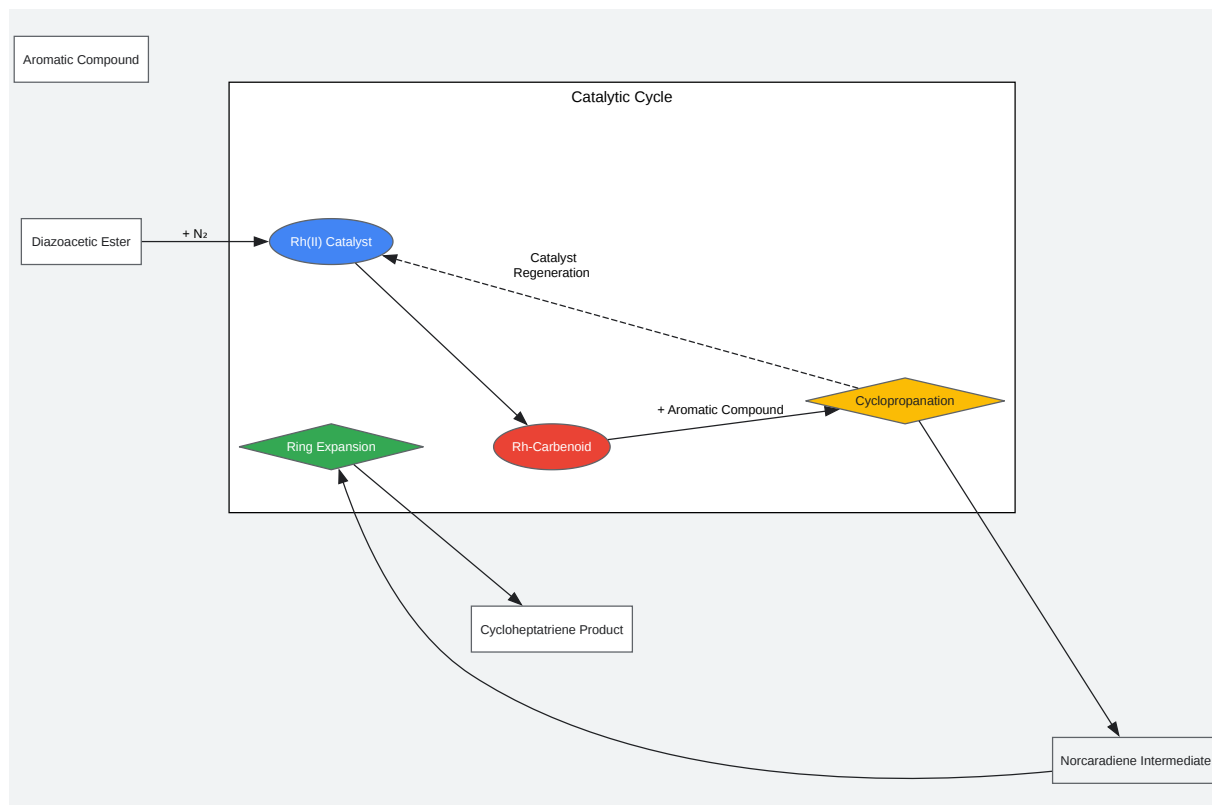 Aromatic Compound
Catalytic Cycle
Diazoacetic Ester
+ N₂
Rh(II) Catalyst
Catalyst
Regeneration
Cyclopropanation
+ Aromatic Compound
Ring Expansion
Rh-Carbenoid
Cycloheptatriene Product
Norcaradiene Intermediate